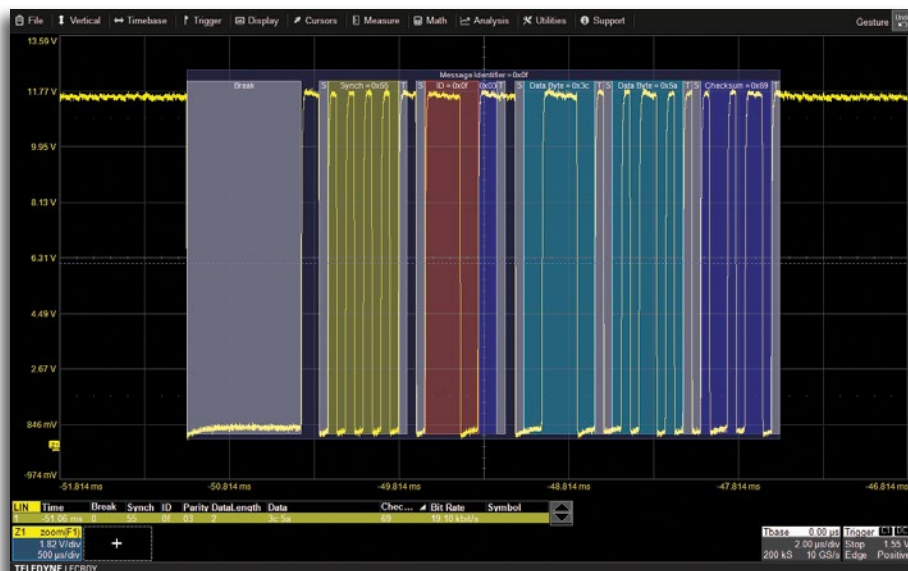 File Vertical Timebase Trigger Display Cursors Measure Math Analysis Utilities Support Gesture Undo
13.59 V
Message Identifier = 0x0f
11.77 V
Break S Synch = 0x55 T S ID = 0x0f 0x03 T S Data Byte = 0x3c T S Data Byte = 0x5a T S Checksum = 0x69 T
9.95 V
8.13 V
6.31 V
4.49 V
2.67 V
846 mV
Z1
-974 mV
-51.814 ms -50.814 ms -49.814 ms -48.814 ms -47.814 ms -46.814 ms
LIN Time Break Synch ID Parity DataLength Data Chec... Bit Rate Symbol
1 -51.06 ms 0 55 0f 03 2 3c 5a 69 19.10 kbit/s
Z1 zoom(F1)
1.82 V/div
500 µs/div
+
Tbase 0.00 µs Trigger C1 DC
2.00 µs/div Stop 1.55 V
200 kS 10 GS/s Edge Positive
TELEDYNE LECROY